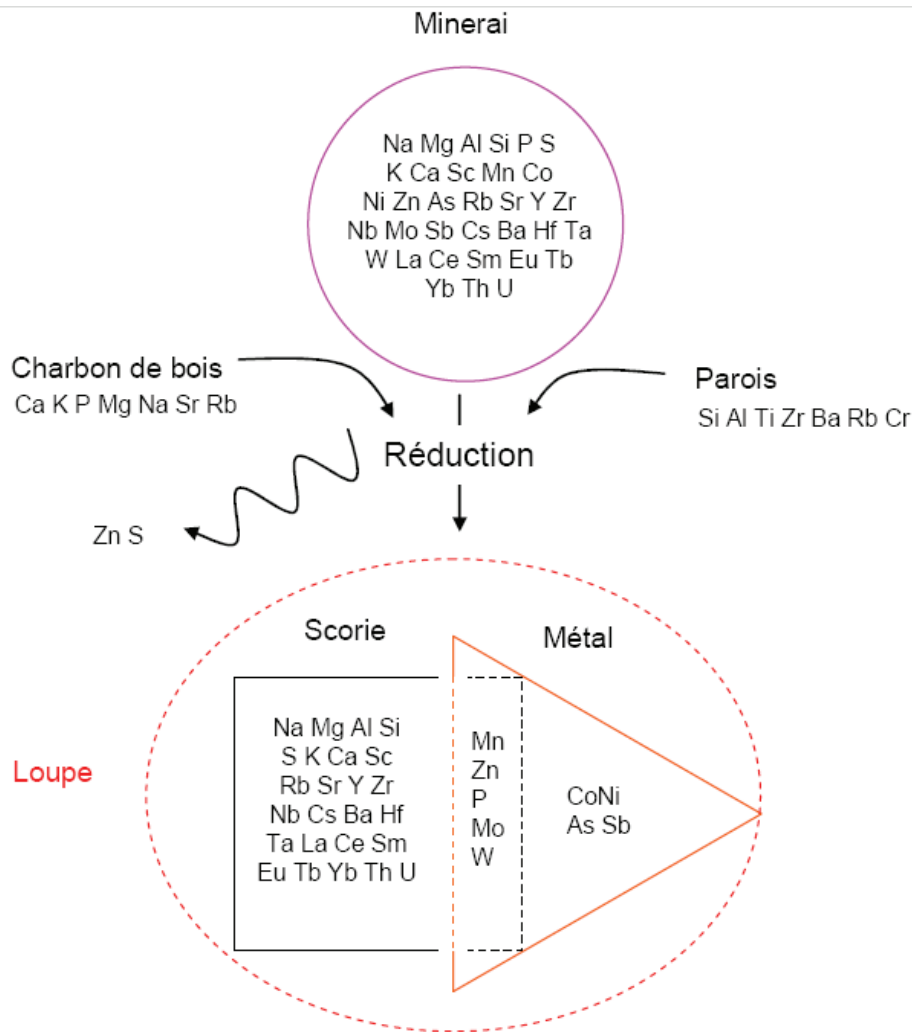 Minerai
Na Mg Al Si P S
K Ca Sc Mn Co
Ni Zn As Rb Sr Y Zr
Nb Mo Sb Cs Ba Hf Ta
W La Ce Sm Eu Tb
Yb Th U
Charbon de bois
Ca K P Mg Na Sr Rb
Parois
Si Al Ti Zr Ba Rb Cr
Réduction
Zn S
Scorie
Métal
Loupe
Na Mg Al Si
S K Ca Sc
Rb Sr Y Zr
Nb Cs Ba Hf
Ta La Ce Sm
Eu Tb Yb Th U
Mn
Zn
P
Mo
W
CoNi
As Sb